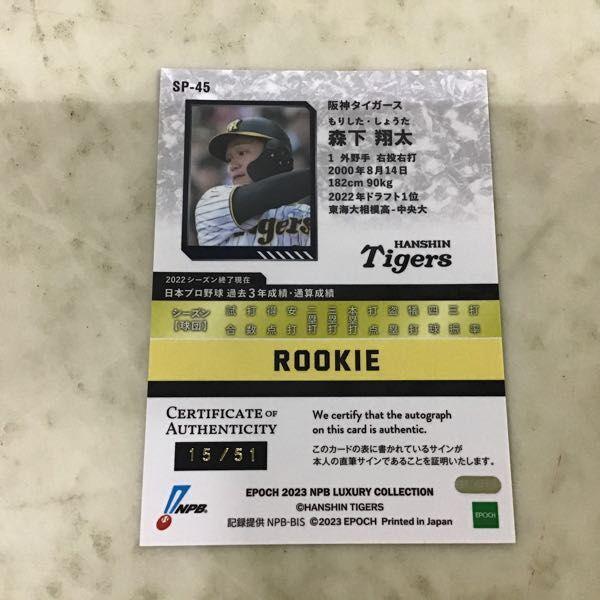 SP-45
阪神タイガース
もりした・しょうた
森下 翔太
1 外野手 右投右打
2000年8月14日
182cm 90kg
2022年ドラフト1位
東海大相模高-中央大
HANSHIN
Tigers
2022シーズン終了現在
日本プロ野球 過去3年成績・通算成績
シーズン 試 打 得 安 二塁打 三塁打 本塁打 打 盗 犠 四 三 打
[球団] 合 数 点 打 点 塁 打 球 振 率
ROOKIE
CERTIFICATE OF
AUTHENTICITY
15/51
We certify that the autograph
on this card is authentic.
このカードの表に書かれているサインが
本人の直筆サインであることを証明いたします。
NPB.
EPOCH 2023 NPB LUXURY COLLECTION
©HANSHIN TIGERS
記録提供 NPB-BIS ©2023 EPOCH Printed in Japan
EPOCH